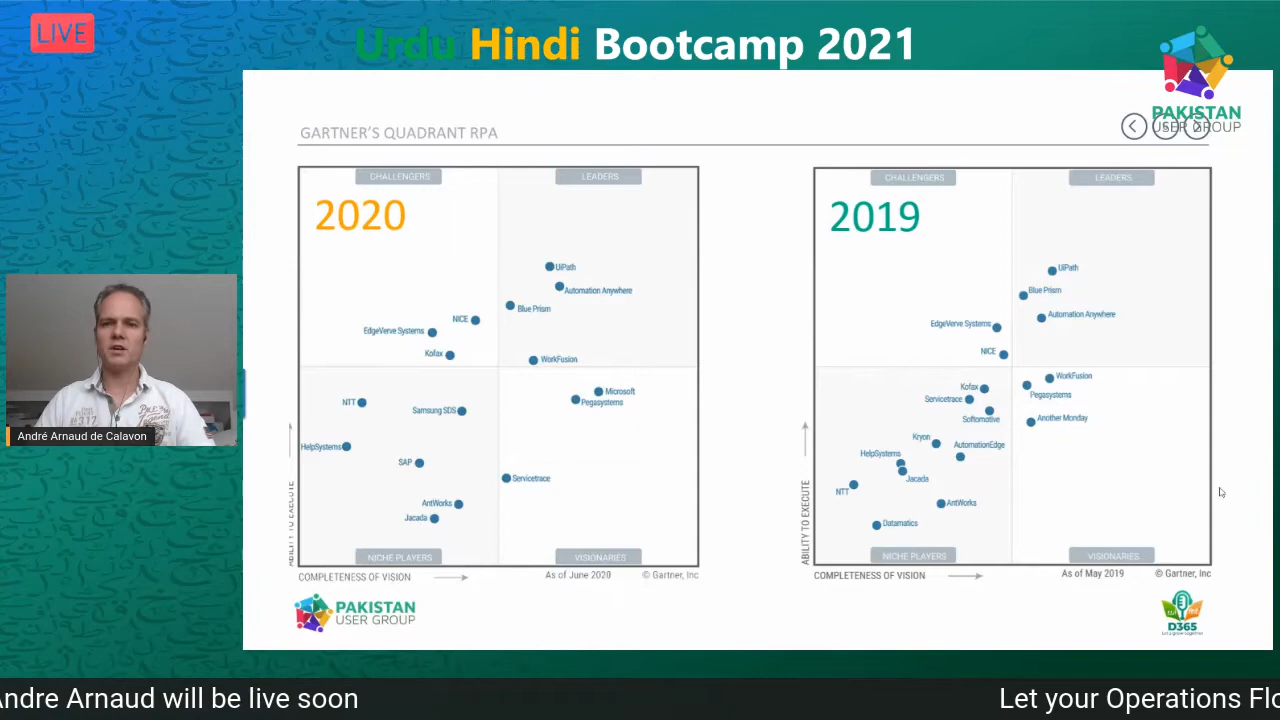 LIVE
Urdu Hindi Bootcamp 2021
PAKISTAN
USER GROUP
GARTNER'S QUADRANT RPA
CHALLENGERS
LEADERS
2020
UiPath
Automation Anywhere
Blue Prism
NICE
EdgeVerve Systems
Kofax
WorkFusion
Microsoft
Pegasystems
NTT
Samsung SDS
HelpSystems
SAP
Servicetrace
AntWorks
Jacada
NICHE PLAYERS
VISIONARIES
ABILITY TO EXECUTE
COMPLETENESS OF VISION
As of June 2020
© Gartner, Inc
CHALLENGERS
LEADERS
2019
UiPath
Blue Prism
Automation Anywhere
EdgeVerve Systems
NICE
WorkFusion
Kofax
Pegasystems
Servicetrace
Softomotive
Another Monday
Kryon
AutomationEdge
HelpSystems
Jacada
NTT
AntWorks
Datamatics
NICHE PLAYERS
VISIONARIES
ABILITY TO EXECUTE
COMPLETENESS OF VISION
As of May 2019
© Gartner, Inc
André Arnaud de Calavon
PAKISTAN
USER GROUP
D365
Andre Arnaud will be live soon
Let your Operations Flo